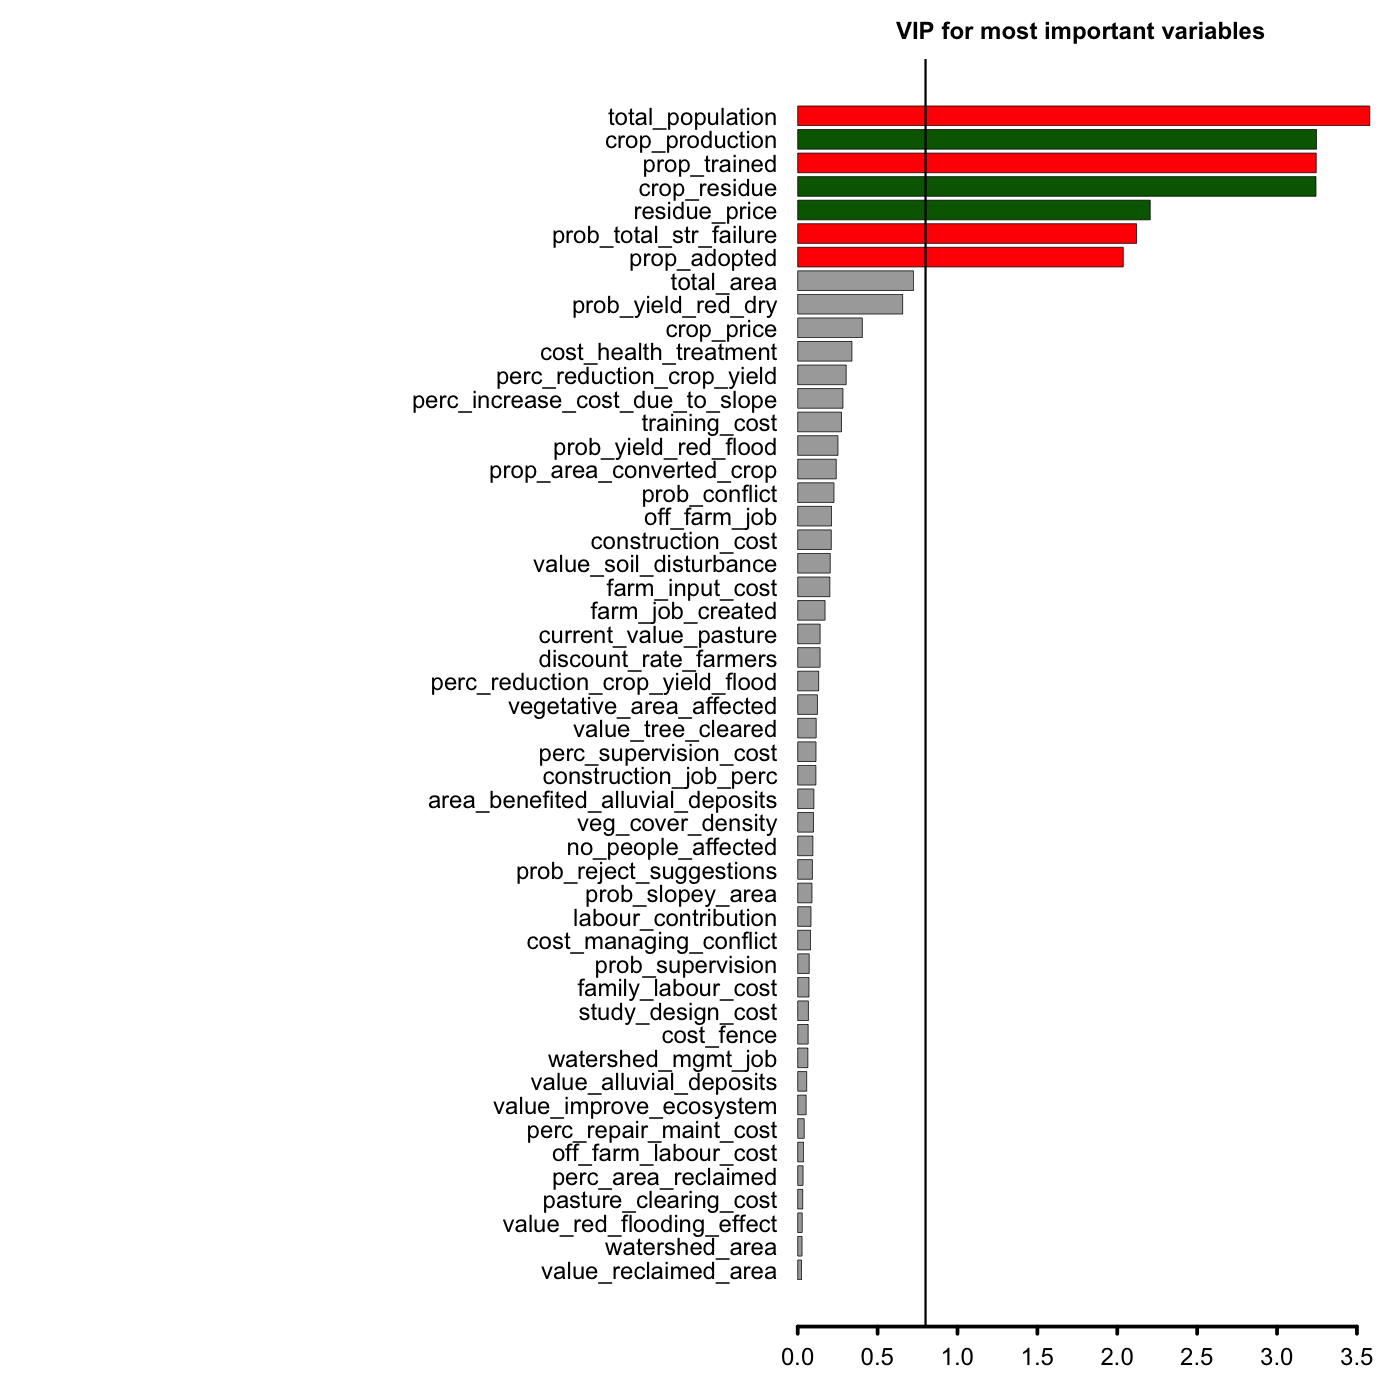 VIP for most important variables
total_population
crop_production
prop_trained
crop_residue
residue_price
prob_total_str_failure
prop_adopted
total_area
prob_yield_red_dry
crop_price
cost_health_treatment
perc_reduction_crop_yield
perc_increase_cost_due_to_slope
training_cost
prob_yield_red_flood
prop_area_converted_crop
prob_conflict
off_farm_job
construction_cost
value_soil_disturbance
farm_input_cost
farm_job_created
current_value_pasture
discount_rate_farmers
perc_reduction_crop_yield_flood
vegetative_area_affected
value_tree_cleared
perc_supervision_cost
construction_job_perc
area_benefited_alluvial_deposits
veg_cover_density
no_people_affected
prob_reject_suggestions
prob_slopey_area
labour_contribution
cost_managing_conflict
prob_supervision
family_labour_cost
study_design_cost
cost_fence
watershed_mgmt_job
value_alluvial_deposits
value_improve_ecosystem
perc_repair_maint_cost
off_farm_labour_cost
perc_area_reclaimed
pasture_clearing_cost
value_red_flooding_effect
watershed_area
value_reclaimed_area
0.0 0.5 1.0 1.5 2.0 2.5 3.0 3.5